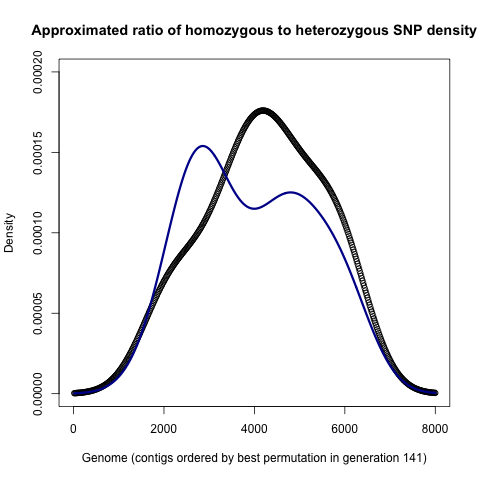 Approximated ratio of homozygous to heterozygous SNP density
0.00020
0.00015
0.00010
0.00005
0.00000
Density
0 2000 4000 6000 8000
Genome (contigs ordered by best permutation in generation 141)